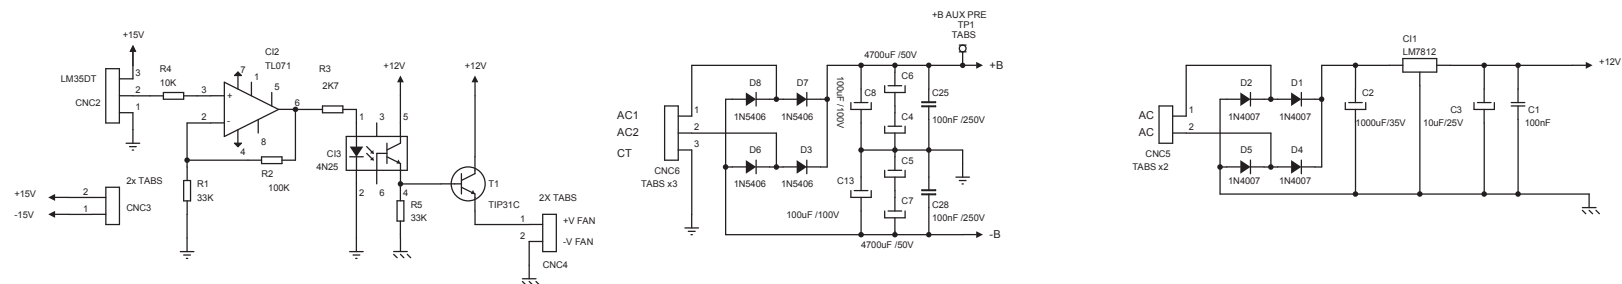 +15V
CI2
TL071
LM35DT
CNC2
3
2
1
R4
10K
3
2
+
-
7
1
5
6
8
4
R3
2K7
R2
100K
R1
33K
+12V
+12V
1
3
5
CI3
4N25
2
6
4
R5
33K
T1
TIP31C
2X TABS
1
2
+V FAN
-V FAN
CNC4
2x TABS
+15V
-15V
2
1
CNC3
+B AUX PRE
TP1
TABS
4700uF /50V
+B
AC1
AC2
CT
1
2
3
CNC6
TABS x3
D8
D7
1N5406
1N5406
D6
D3
1N5406
1N5406
C8
100uF /100V
C6
C4
C25
100nF /250V
C5
C13
100uF /100V
C7
C28
100nF /250V
4700uF /50V
-B
CI1
LM7812
+12V
AC
AC
1
2
CNC5
TABS x2
D2
D1
1N4007
1N4007
D5
D4
1N4007
1N4007
C2
1000uF/35V
C3
10uF/25V
C1
100nF